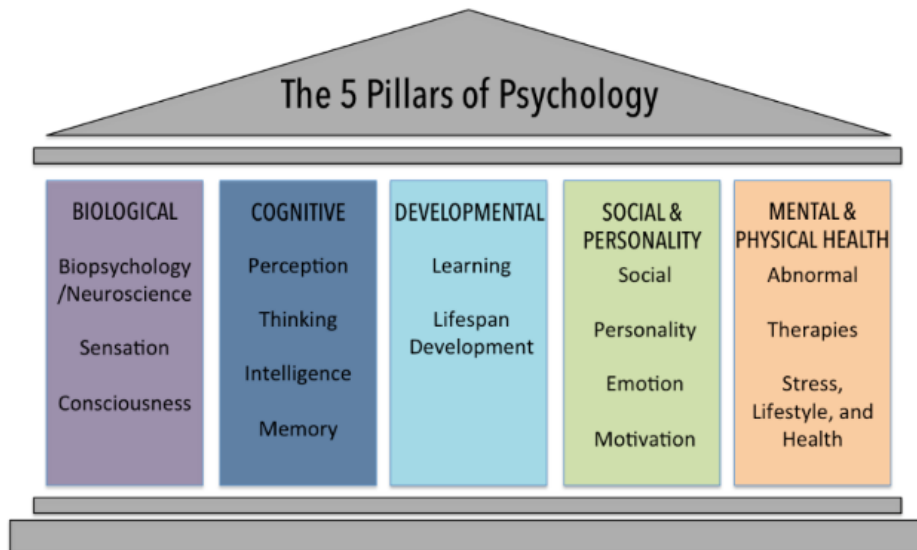 The 5 Pillars of Psychology
BIOLOGICAL
Biopsychology
/Neuroscience
Sensation
Consciousness
COGNITIVE
Perception
Thinking
Intelligence
Memory
DEVELOPMENTAL
Learning
Lifespan
Development
SOCIAL &
PERSONALITY
Social
Personality
Emotion
Motivation
MENTAL &
PHYSICAL HEALTH
Abnormal
Therapies
Stress,
Lifestyle, and
Health